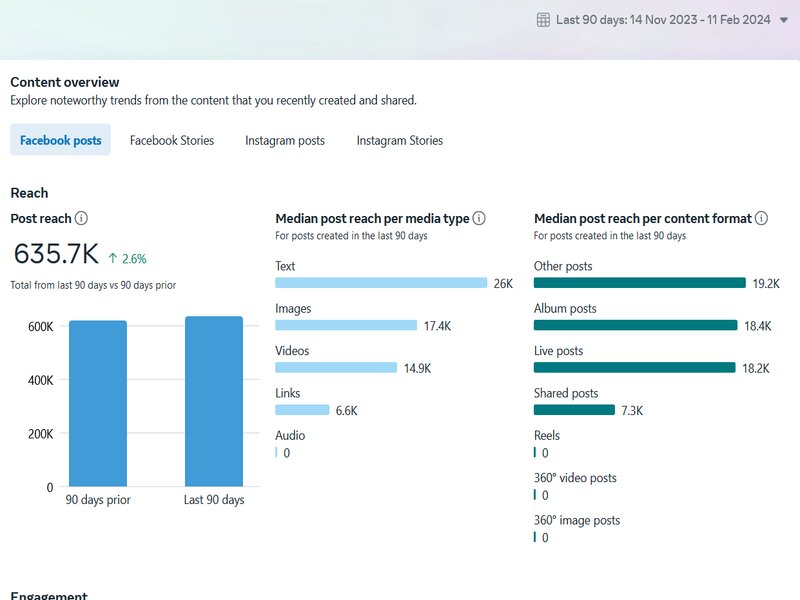 Last 90 days: 14 Nov 2023 - 11 Feb 2024
Content overview
Explore noteworthy trends from the content that you recently created and shared.
Facebook posts
Facebook Stories
Instagram posts
Instagram Stories
Reach
Post reach
635.7K ↑ 2.6%
Total from last 90 days vs 90 days prior
600K
400K
200K
0
90 days prior
Last 90 days
Median post reach per media type
For posts created in the last 90 days
Text
26K
Images
17.4K
Videos
14.9K
Links
6.6K
Audio
0
Median post reach per content format
For posts created in the last 90 days
Other posts
19.2K
Album posts
18.4K
Live posts
18.2K
Shared posts
7.3K
Reels
0
360° video posts
0
360° image posts
0
Engagement